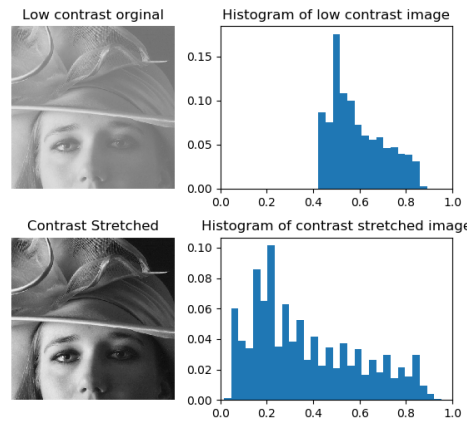 Low contrast orginal
Histogram of low contrast image
0.15
0.10
0.05
0.00
0.0 0.2 0.4 0.6 0.8 1.0
Contrast Stretched
Histogram of contrast stretched image
0.10
0.08
0.06
0.04
0.02
0.00
0.0 0.2 0.4 0.6 0.8 1.0